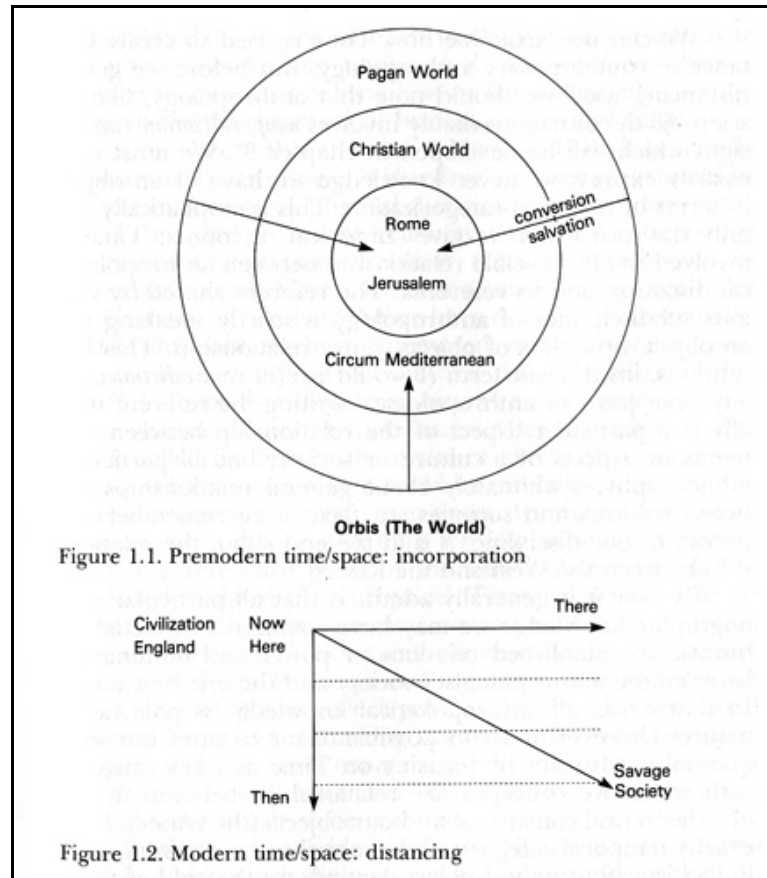 Pagan World
Christian World
Rome
conversion
salvation
Jerusalem
Circum Mediterranean
Orbis (The World)
Figure 1.1. Premodern time/space: incorporation
There
Civilization Now
England Here
Savage
Society
Then
Figure 1.2. Modern time/space: distancing